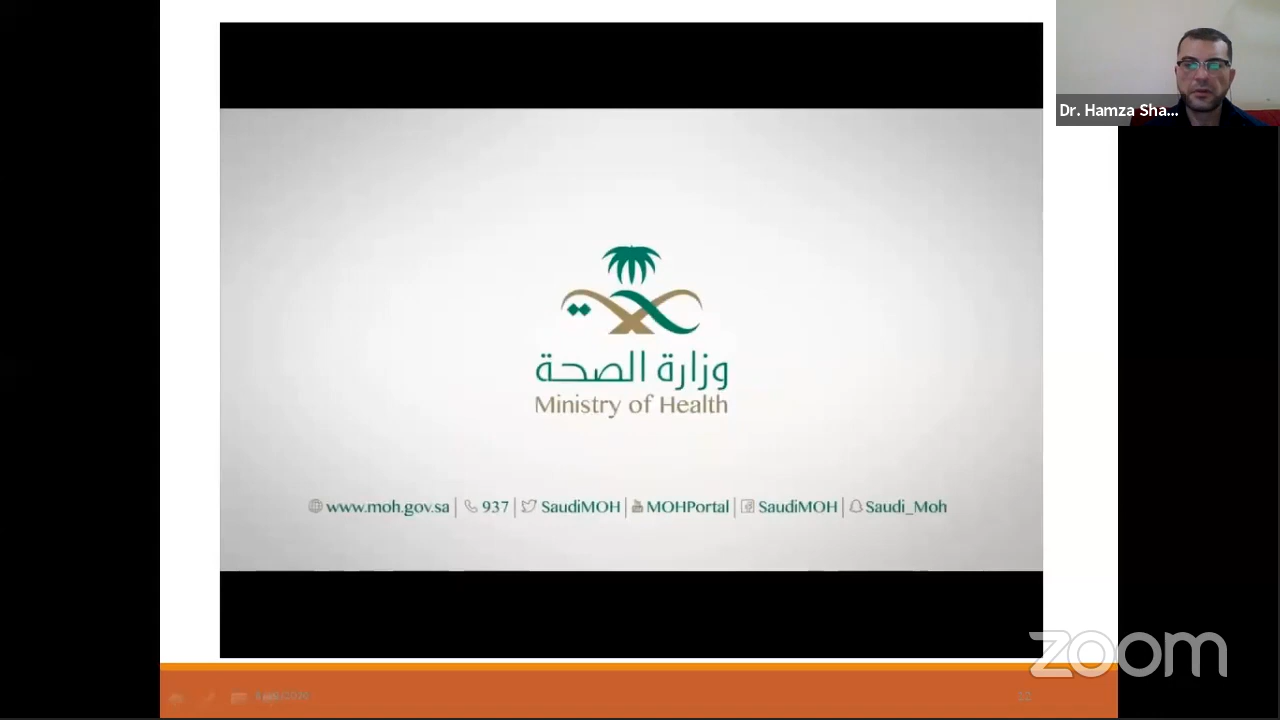 Dr. Hamza Sha...
وزارة الصحة
Ministry of Health
www.moh.gov.sa | 937 | SaudiMOH | MOHPortal | SaudiMOH | Saudi_Moh
zoom